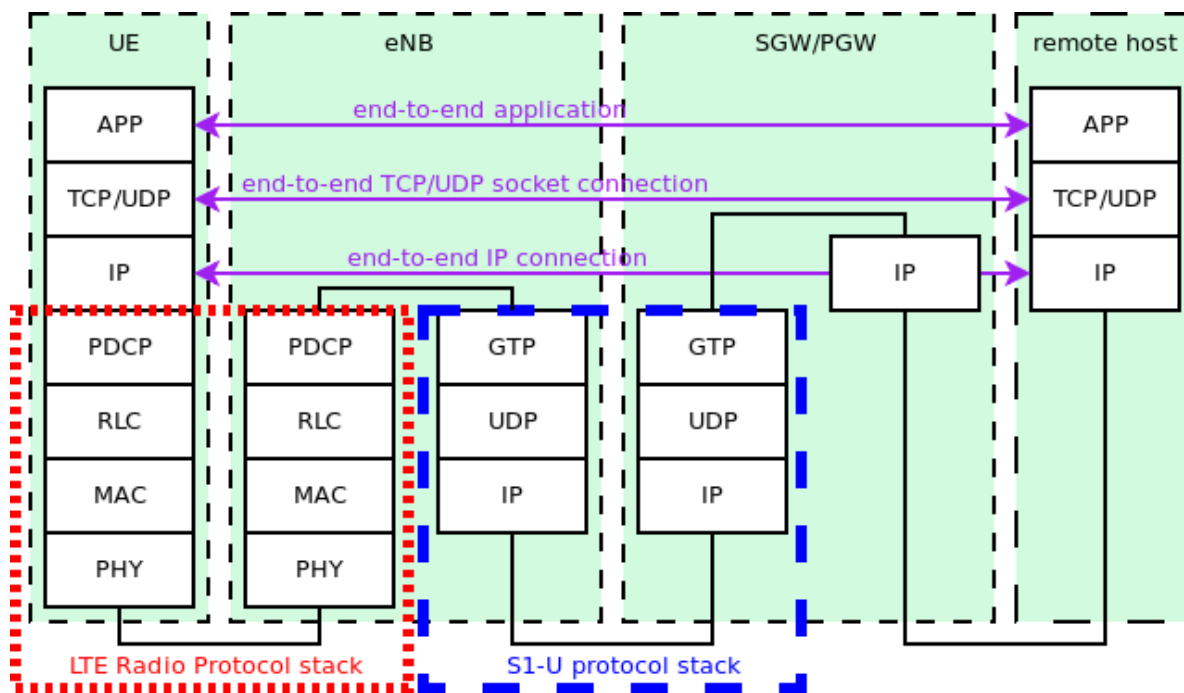 UE
eNB
SGW/PGW
remote host
APP
end-to-end application
APP
TCP/UDP
end-to-end TCP/UDP socket connection
TCP/UDP
IP
end-to-end IP connection
IP
IP
PDCP
PDCP
GTP
GTP
RLC
RLC
UDP
UDP
MAC
MAC
IP
IP
PHY
PHY
LTE Radio Protocol stack
S1-U protocol stack